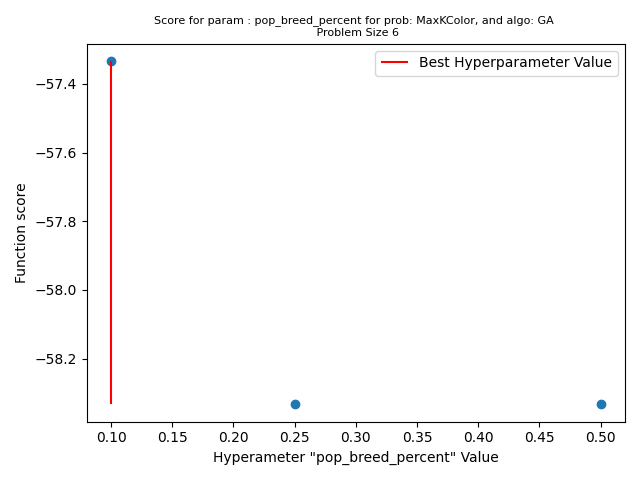 Score for param : pop_breed_percent for prob: MaxKColor, and algo: GA
Problem Size 6
Best Hyperparameter Value
−57.4
−57.6
−57.8
−58.0
−58.2
Function score
0.10 0.15 0.20 0.25 0.30 0.35 0.40 0.45 0.50
Hyperameter "pop_breed_percent" Value